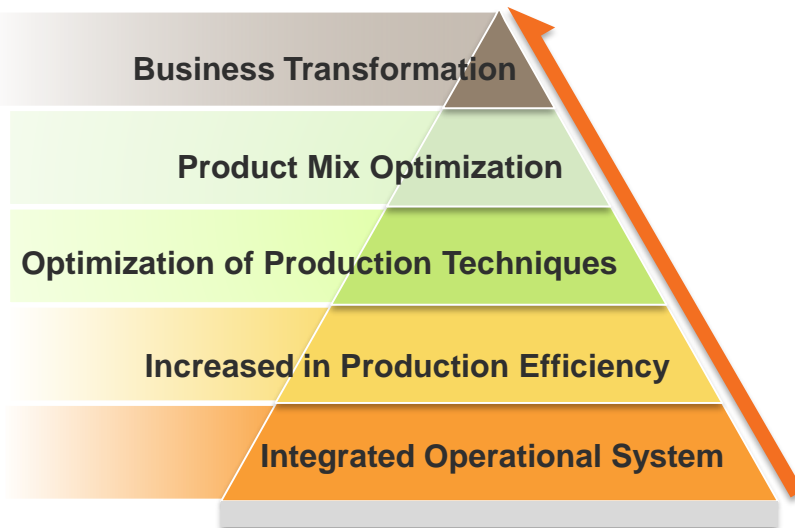 Business Transformation
Product Mix Optimization
Optimization of Production Techniques
Increased in Production Efficiency
Integrated Operational System